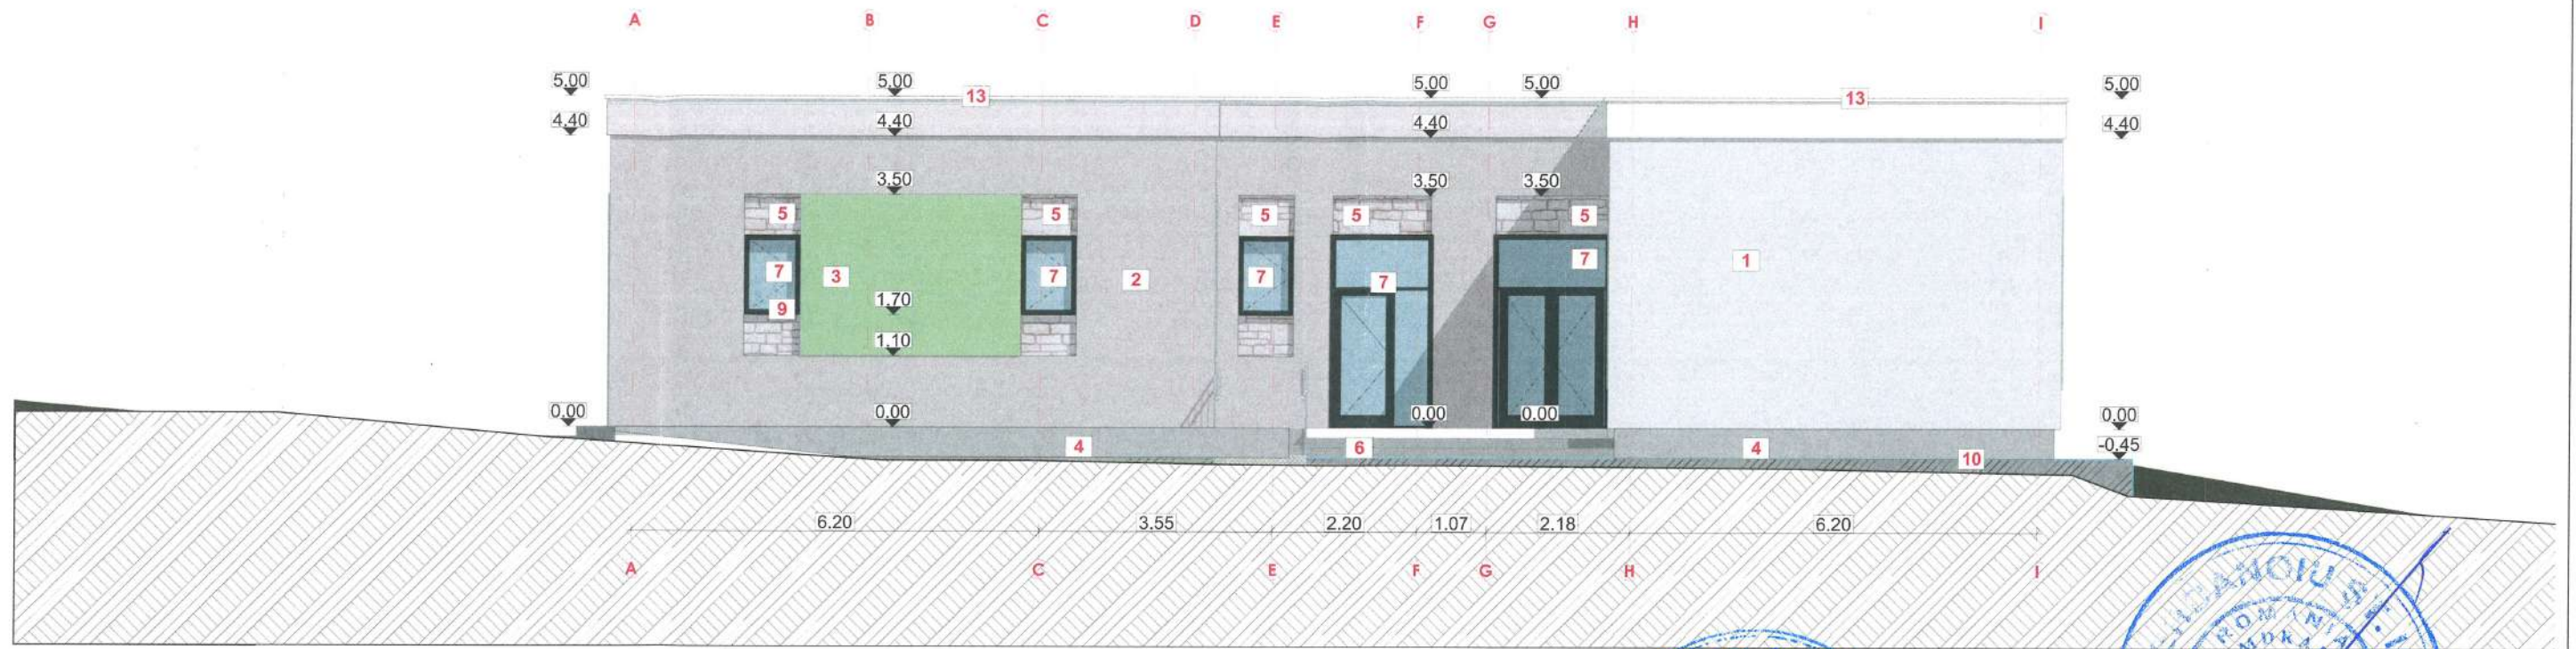 A B C D E F G H I
5,00 5,00 13 5,00 5,00 13 5,00
4,40 4,40 4,40 4,40
3,50 3,50 3,50
5 5 5 5 5
7 3 7 2 7 7 7 1
1,70
9
1,10
0,00 0,00 0,00 0,00 0,00
4 6 4 -0,45
10
6.20 3.55 2.20 1.07 2.18 6.20
A C E F G H I
ROMANIA